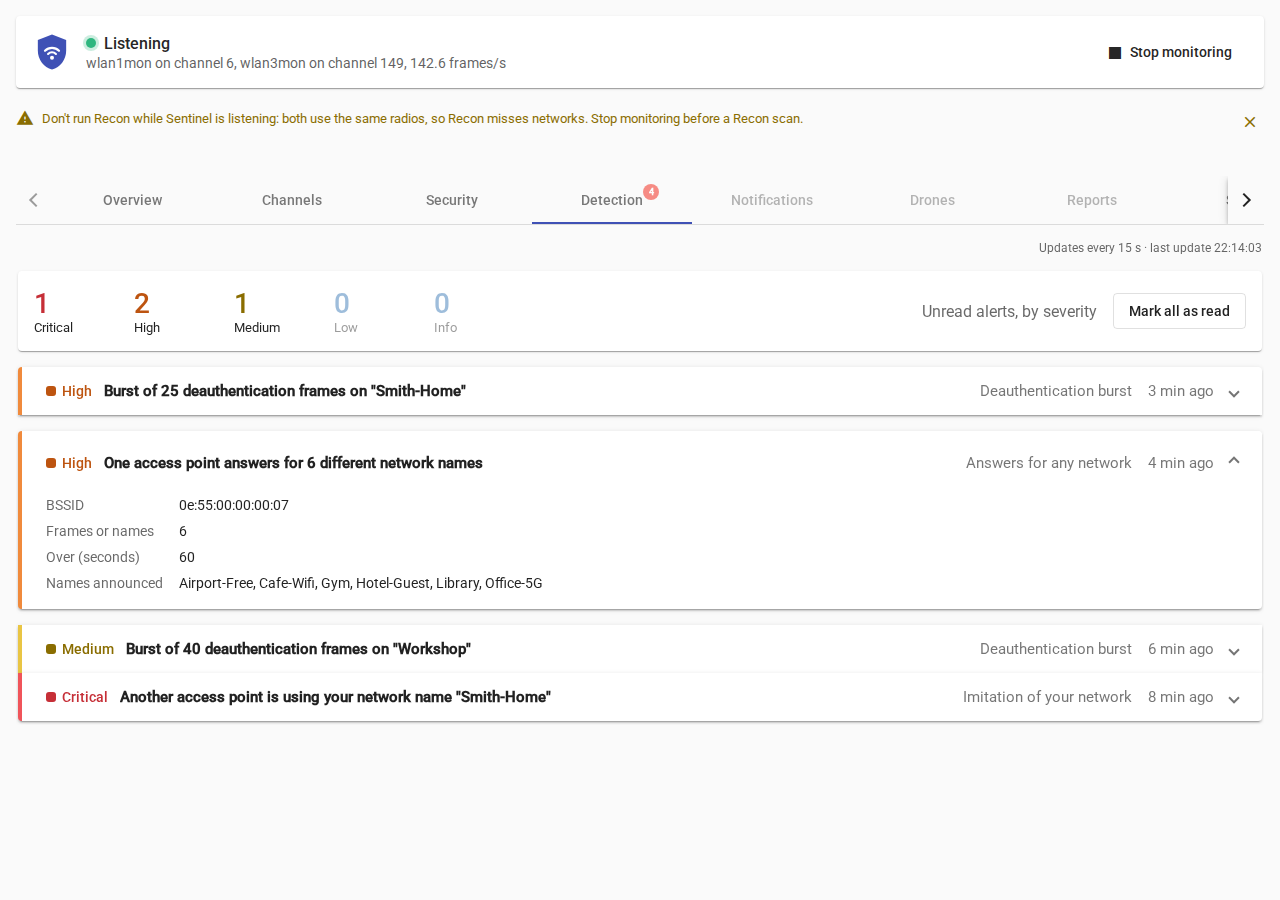 Listening
wlan1mon on channel 6, wlan3mon on channel 149, 142.6 frames/s
Stop monitoring
Don't run Recon while Sentinel is listening: both use the same radios, so Recon misses networks. Stop monitoring before a Recon scan.
Overview Channels Security Detection 4 Notifications Drones Reports
Updates every 15 s · last update 22:14:03
1 2 1 0 0
Critical High Medium Low Info
Unread alerts, by severity Mark all as read
High Burst of 25 deauthentication frames on "Smith-Home" Deauthentication burst 3 min ago
High One access point answers for 6 different network names Answers for any network 4 min ago
BSSID 0e:55:00:00:00:07
Frames or names 6
Over (seconds) 60
Names announced Airport-Free, Cafe-Wifi, Gym, Hotel-Guest, Library, Office-5G
Medium Burst of 40 deauthentication frames on "Workshop" Deauthentication burst 6 min ago
Critical Another access point is using your network name "Smith-Home" Imitation of your network 8 min ago